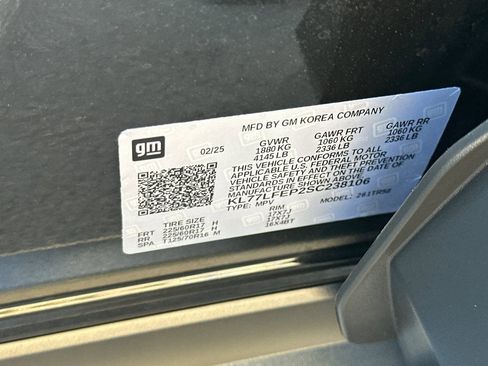 MFD BY GM KOREA COMPANY
gm
02/25 GVWR GAWR FRT GAWR RR
1880 KG 1060 KG 1060 KG
4145 LB 2336 LB 2336 LB
THIS VEHICLE CONFORMS TO ALL
APPLICABLE U.S. FEDERAL MOTOR
VEHICLE SAFETY AND THEFT PREVENTION
STANDARDS IN EFFECT ON THE DATE OF
MANUFACTURE SHOWN ABOVE.
KL77LFEP2SC238106
TYPE: MPV
TIRE SIZE RIM
FRT 225/60R17 H 17X7J
RR 225/60R17 H 17X7J
SPA T125/70R16 M 16X4BT